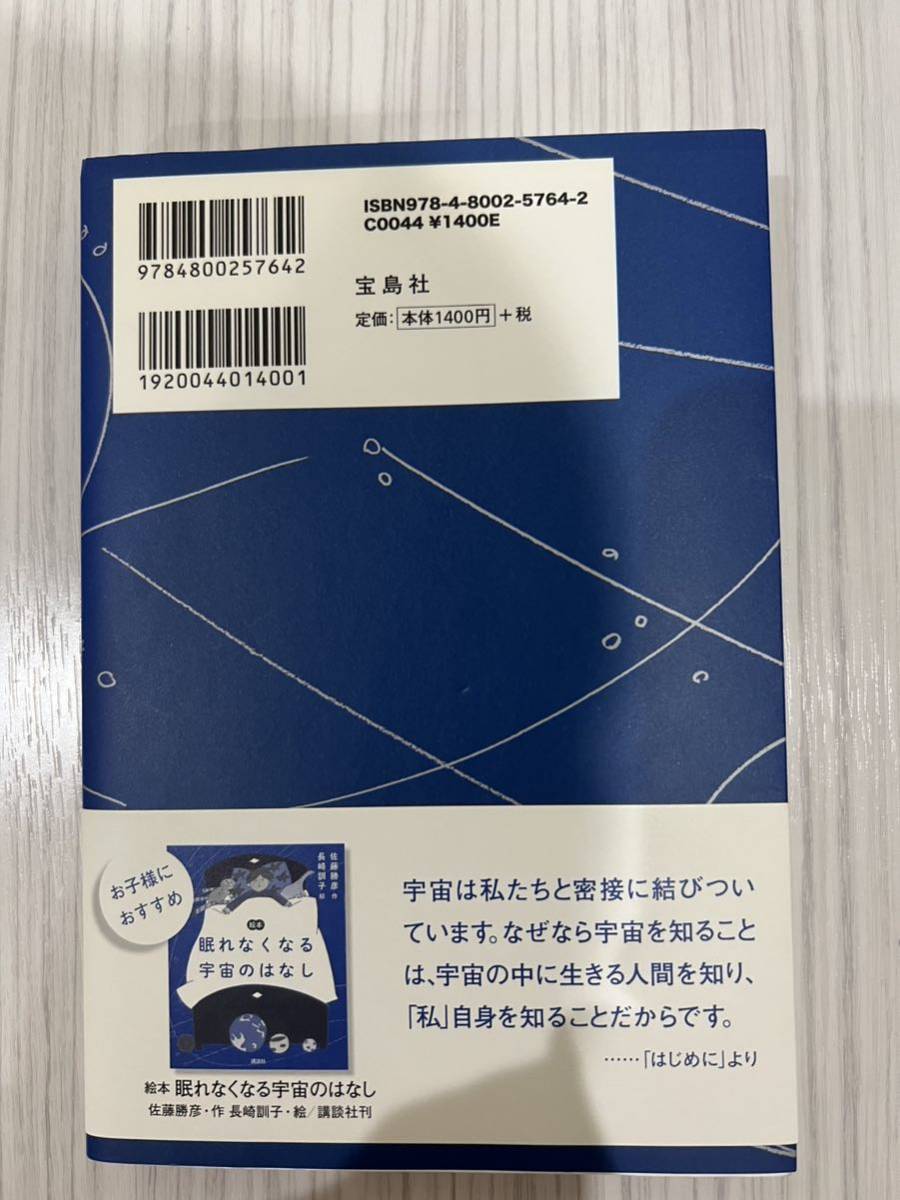 ISBN978-4-8002-5764-2
C0044 ¥1400E
9784800257642
宝島社
定価：本体1400円＋税
1920044014001
お子様に
おすすめ
佐藤勝彦 作
長崎訓子 絵
絵本
眠れなくなる
宇宙のはなし
講談社
絵本 眠れなくなる宇宙のはなし
佐藤勝彦・作 長崎訓子・絵／講談社刊
宇宙は私たちと密接に結びつい
ています。なぜなら宇宙を知ること
は、宇宙の中に生きる人間を知り、
「私」自身を知ることだからです。
……「はじめに」より